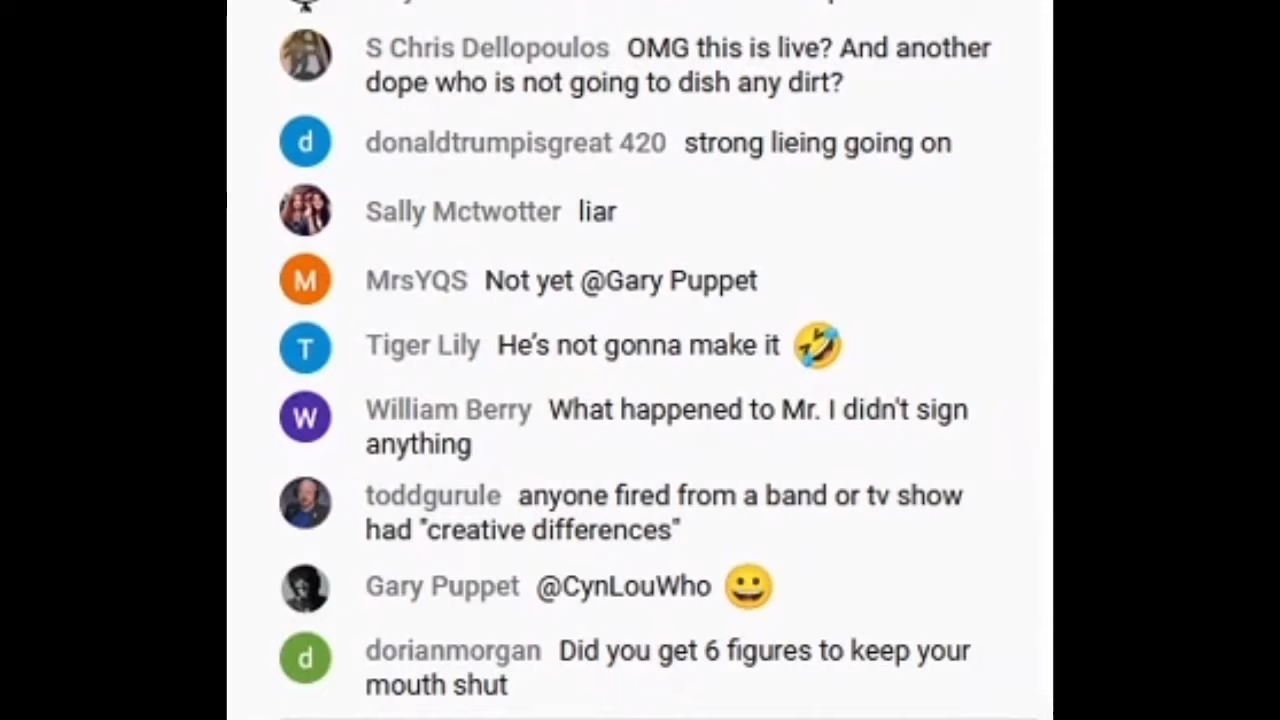 S Chris Dellopoulos OMG this is live? And another
dope who is not going to dish any dirt?
d donaldtrumpisgreat 420 strong lieing going on
Sally Mctwotter liar
M MrsYQS Not yet @Gary Puppet
T Tiger Lily He's not gonna make it 🤣
W William Berry What happened to Mr. I didn't sign
anything
toddgurule anyone fired from a band or tv show
had "creative differences"
Gary Puppet @CynLouWho 😀
d dorianmorgan Did you get 6 figures to keep your
mouth shut